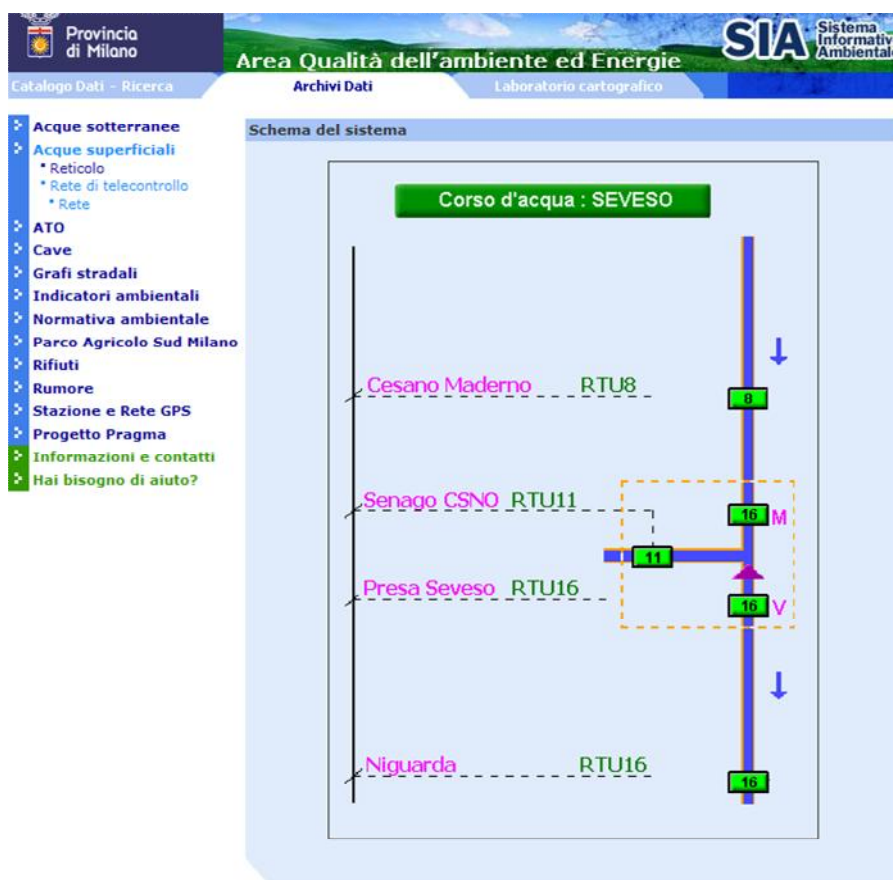 Provincia
di Milano
Area Qualità dell'ambiente ed Energie
SIA
Sistema
Informativ
Ambientale
Catalogo Dati - Ricerca
Archivi Dati
Laboratorio cartografico
Acque sotterranee
Acque superficiali
Reticolo
Rete di telecontrollo
Rete
ATO
Cave
Grafi stradali
Indicatori ambientali
Normativa ambientale
Parco Agricolo Sud Milano
Rifiuti
Rumore
Stazione e Rete GPS
Progetto Pragma
Informazioni e contatti
Hai bisogno di aiuto?
Schema del sistema
Corso d'acqua : SEVESO
Cesano Maderno RTU8
8
Senago CSNO RTU11
16 M
11
Presa Seveso RTU16
16 V
Niguarda RTU16
16